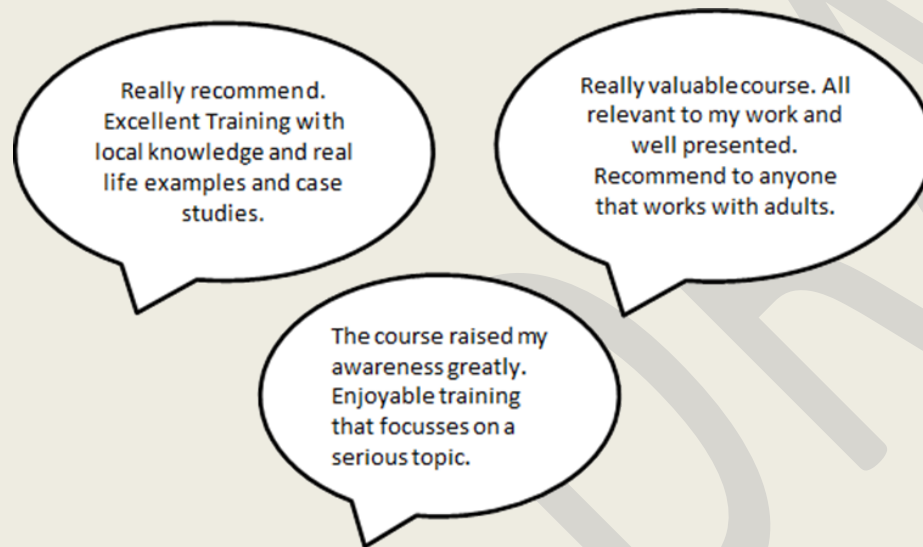 Really recommend.
Excellent Training with
local knowledge and real
life examples and case
studies.
Really valuable course. All
relevant to my work and
well presented.
Recommend to anyone
that works with adults.
The course raised my
awareness greatly.
Enjoyable training
that focusses on a
serious topic.